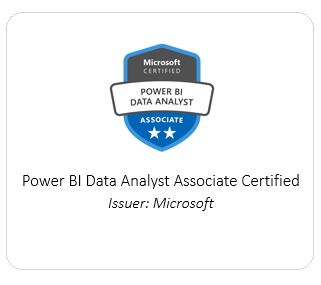 Microsoft
CERTIFIED
POWER BI
DATA ANALYST
ASSOCIATE
Power BI Data Analyst Associate Certified
Issuer: Microsoft